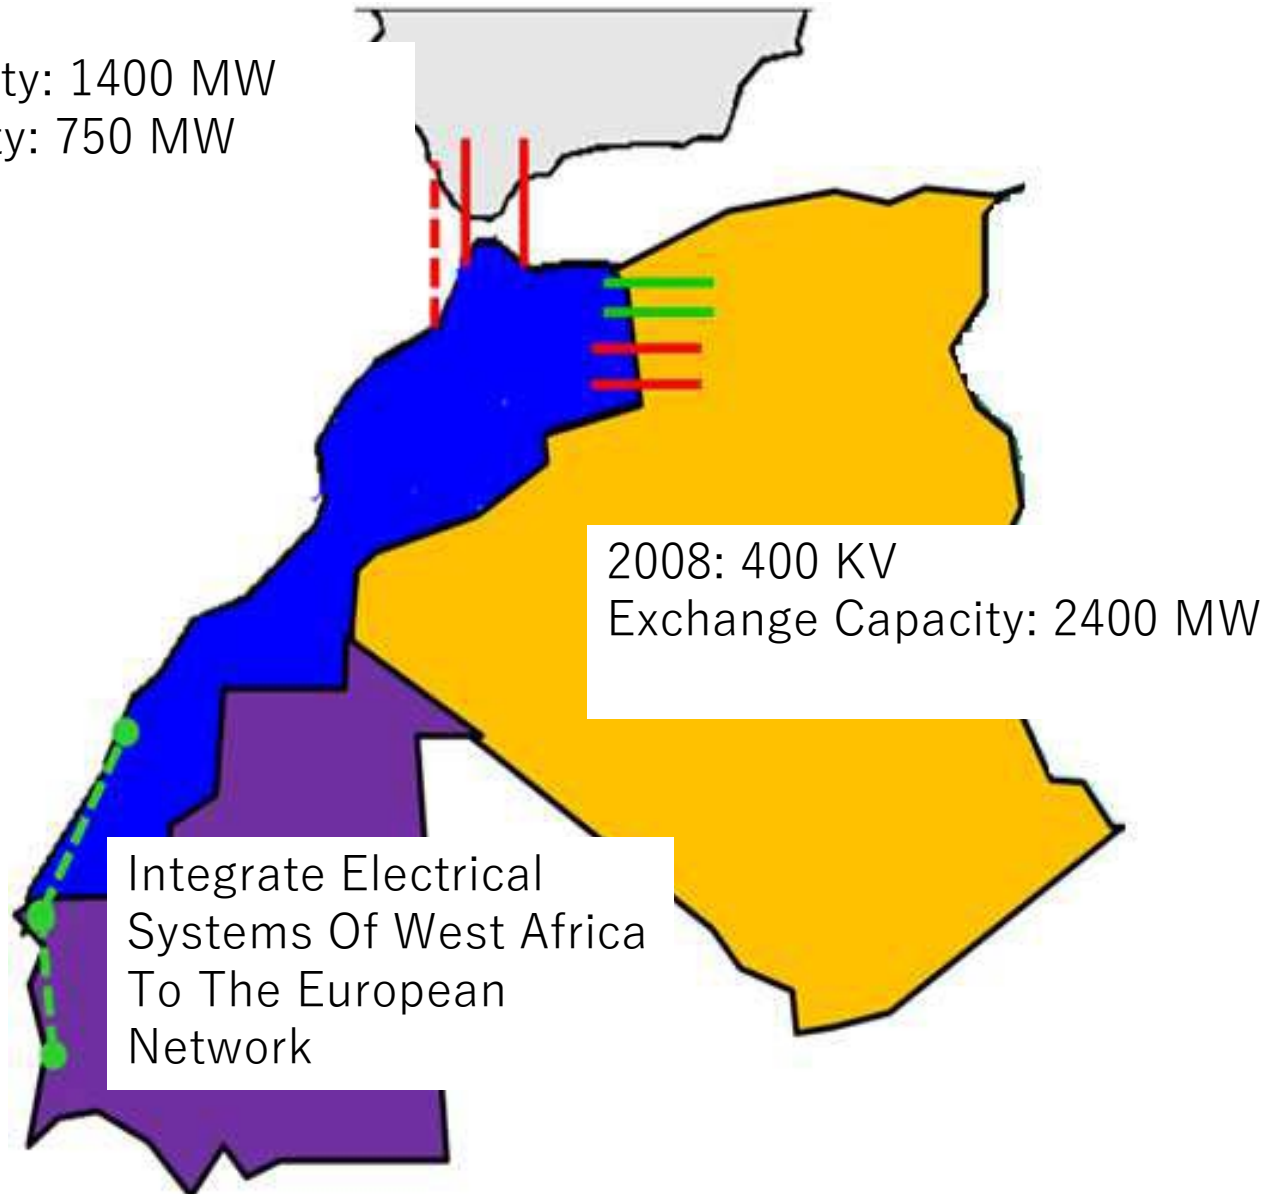 ty: 1400 MW
ty: 750 MW
2008: 400 KV
Exchange Capacity: 2400 MW
Integrate Electrical
Systems Of West Africa
To The European
Network